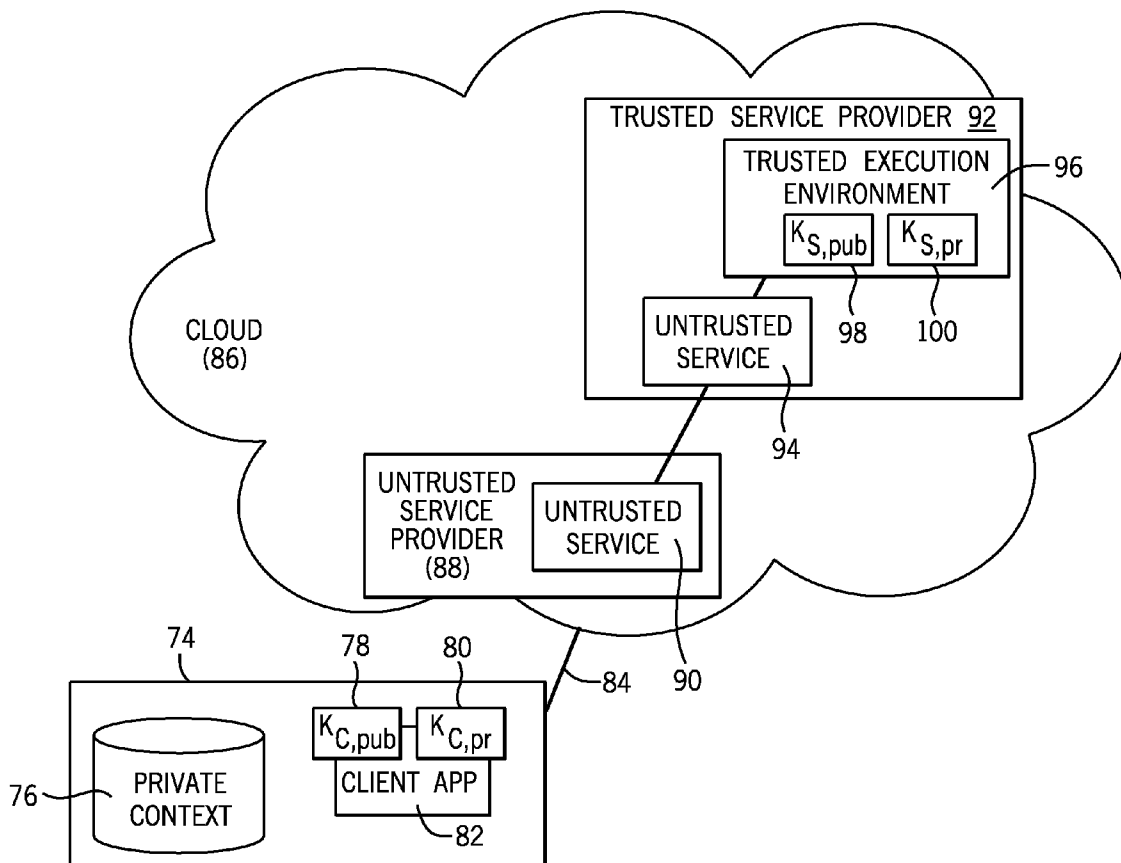 TRUSTED SERVICE PROVIDER 92
TRUSTED EXECUTION
ENVIRONMENT
96
K S,pub
K S,pr
98
100
UNTRUSTED
SERVICE
94
CLOUD
(86)
UNTRUSTED
SERVICE
PROVIDER
(88)
UNTRUSTED
SERVICE
90
84
74
78
80
K C,pub
K C,pr
CLIENT APP
82
76
PRIVATE
CONTEXT